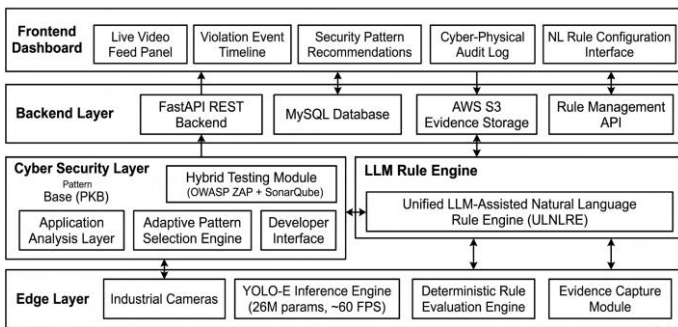 Frontend
Dashboard
Live Video
Feed Panel
Violation Event
Timeline
Security Pattern
Recommendations
Cyber-Physical
Audit Log
NL Rule Configuration
Interface
Backend Layer
FastAPI REST
Backend
MySQL Database
AWS S3
Evidence Storage
Rule Management
API
Cyber Security Layer
Pattern
Base (PKB)
Hybrid Testing Module
(OWASP ZAP + SonarQube)
Application
Analysis Layer
Adaptive Pattern
Selection Engine
Developer
Interface
LLM Rule Engine
Unified LLM-Assisted Natural Language
Rule Engine (ULNLRE)
Edge Layer
Industrial Cameras
YOLO-E Inference Engine
(26M params, ~60 FPS)
Deterministic Rule
Evaluation Engine
Evidence Capture
Module